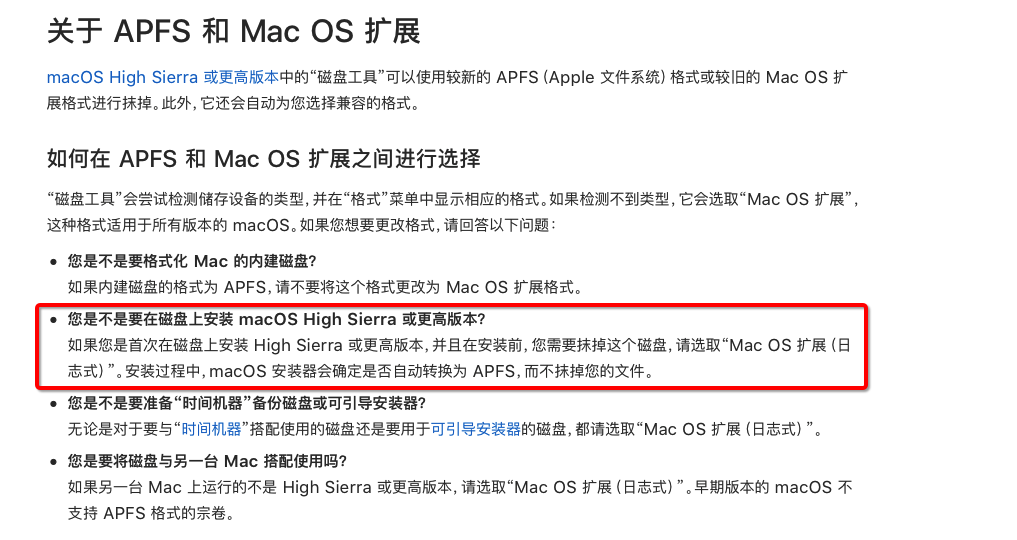 关于 APFS 和 Mac OS 扩展
macOS High Sierra 或更高版本中的“磁盘工具”可以使用较新的 APFS（Apple 文件系统）格式或较旧的 Mac OS 扩
展格式进行抹掉。此外，它还会自动为您选择兼容的格式。
如何在 APFS 和 Mac OS 扩展之间进行选择
“磁盘工具”会尝试检测储存设备的类型，并在“格式”菜单中显示相应的格式。如果检测不到类型，它会选取“Mac OS 扩展”，
这种格式适用于所有版本的 macOS。如果您想要更改格式，请回答以下问题：
• 您是不是要格式化 Mac 的内建磁盘？
如果内建磁盘的格式为 APFS，请不要将这个格式更改为 Mac OS 扩展格式。
• 您是不是要在磁盘上安装 macOS High Sierra 或更高版本？
如果您是首次在磁盘上安装 High Sierra 或更高版本，并且在安装前，您需要抹掉这个磁盘，请选取“Mac OS 扩展（日
志式）”。安装过程中，macOS 安装器会确定是否自动转换为 APFS，而不抹掉您的文件。
• 您是不是要准备“时间机器”备份磁盘或可引导安装器？
无论是对于要与“时间机器”搭配使用的磁盘还是要用于可引导安装器的磁盘，都请选取“Mac OS 扩展（日志式）”。
• 您是要将磁盘与另一台 Mac 搭配使用吗？
如果另一台 Mac 上运行的不是 High Sierra 或更高版本，请选取“Mac OS 扩展（日志式）”。早期版本的 macOS 不
支持 APFS 格式的宗卷。